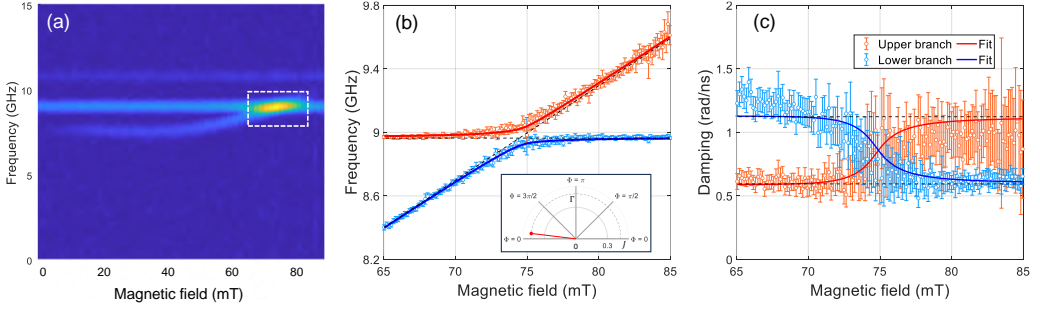 (a)
15
10
5
0
Frequency (GHz)
0
20
40
60
80
Magnetic field (mT)
(b)
9.8
9.4
9
8.6
8.2
Frequency (GHz)
65
70
75
80
85
Magnetic field (mT)
Φ = π
Φ = 3π/2
Γ
Φ = π/2
Φ = 0
0
0.3
J
Φ = 0
(c)
2
1.5
1
0.5
0
Damping (rad/ns)
Upper branch
Fit
Lower branch
Fit
65
70
75
80
85
Magnetic field (mT)